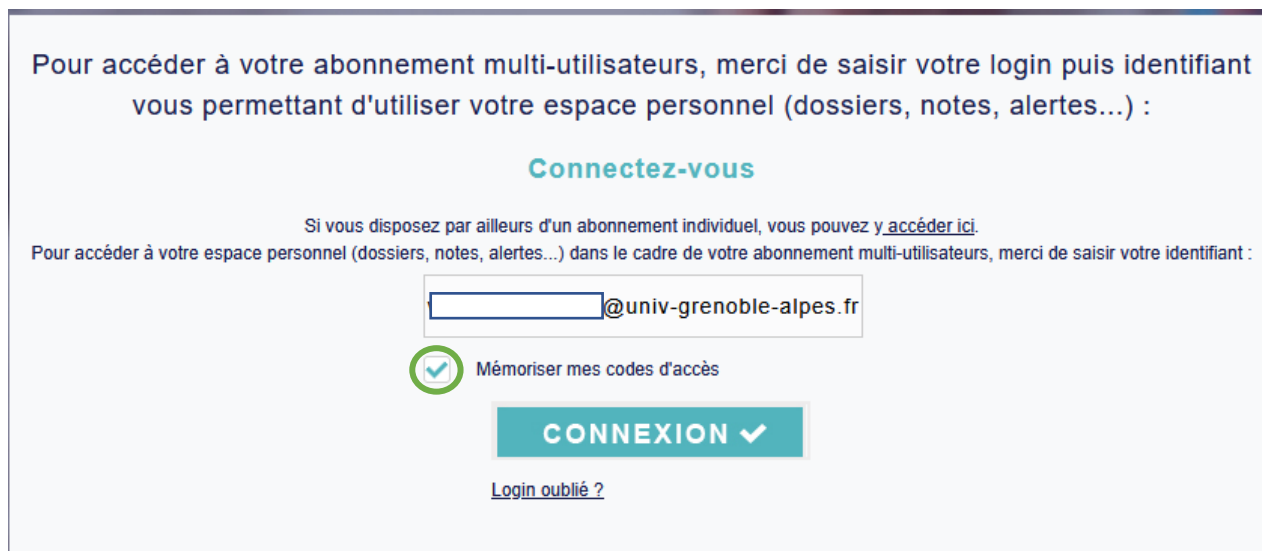 Pour accéder à votre abonnement multi-utilisateurs, merci de saisir votre login puis identifiant
vous permettant d'utiliser votre espace personnel (dossiers, notes, alertes...) :
Connectez-vous
Si vous disposez par ailleurs d'un abonnement individuel, vous pouvez y accéder ici.
Pour accéder à votre espace personnel (dossiers, notes, alertes...) dans le cadre de votre abonnement multi-utilisateurs, merci de saisir votre identifiant :
@univ-grenoble-alpes.fr
Mémoriser mes codes d'accès
CONNEXION
Login oublié ?